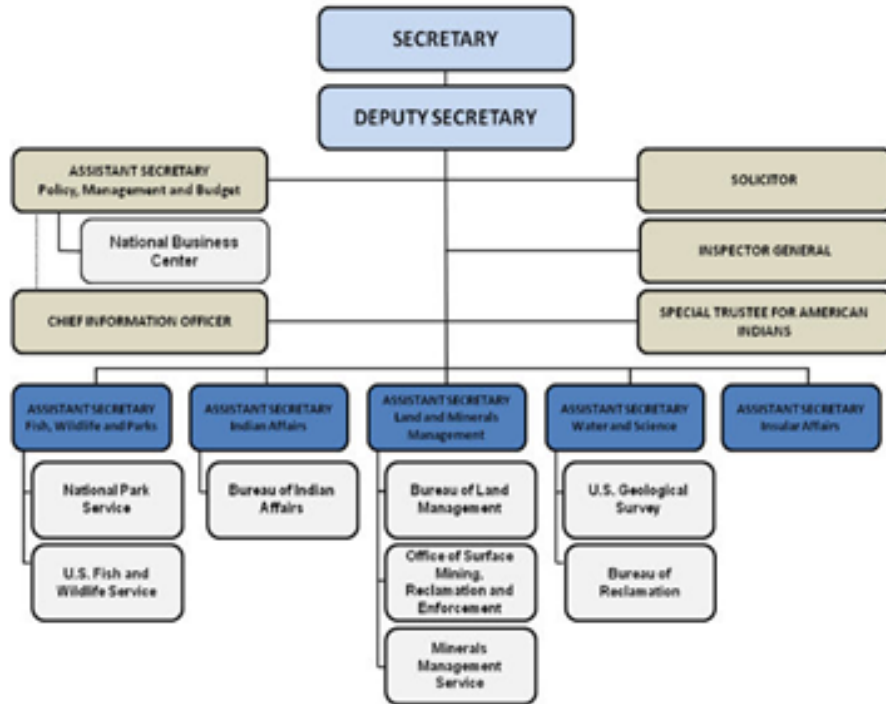 SECRETARY
DEPUTY SECRETARY
ASSISTANT SECRETARY
Policy, Management and Budget
SOLICITOR
National Business
Center
INSPECTOR GENERAL
CHIEF INFORMATION OFFICER
SPECIAL TRUSTEE FOR AMERICAN
INDIANS
ASSISTANT SECRETARY
Fish, Wildlife and Parks
ASSISTANT SECRETARY
Indian Affairs
ASSISTANT SECRETARY
Land and Minerals
Management
ASSISTANT SECRETARY
Water and Science
ASSISTANT SECRETARY
Insular Affairs
National Park
Service
Bureau of Indian
Affairs
Bureau of Land
Management
U.S. Geological
Survey
U.S. Fish and
Wildlife Service
Office of Surface
Mining,
Reclamation and
Enforcement
Bureau of
Reclamation
Minerals
Management
Service